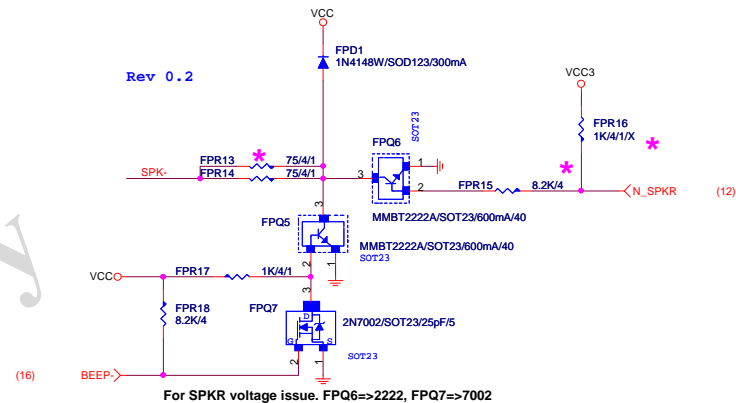 VCC
FPD1
1N4148W/SOD123/300mA
Rev 0.2
VCC3
SOT23
FPR16
1K/4/1/X
*
FPQ6
*
*
FPR13
75/4/1
1
SPK-
FPR14
75/4/1
3
2
FPR15
8.2K/4
N_SPKR
(12)
3
MMBT2222A/SOT23/600mA/40
FPQ5
MMBT2222A/SOT23/600mA/40
SOT23
2
1
VCC
FPR17
1K/4/1
3
FPR18
8.2K/4
FPQ7
D
2N7002/SOT23/25pF/5
G
S
SOT23
2
1
(16)
BEEP-
For SPKR voltage issue. FPQ6=>2222, FPQ7=>7002
y